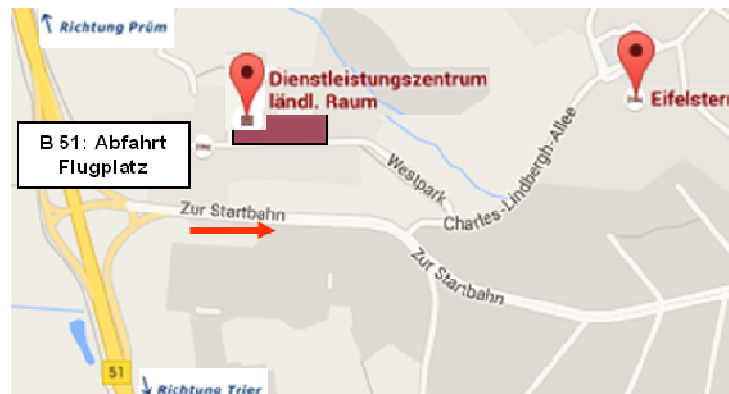 Richtung Prüm
Dienstleistungszentrum
ländl. Raum
Eifelstern
B 51: Abfahrt
Flugplatz
Westpark
Charles-Lindbergh-Allee
Zur Startbahn
Zur Startbahn
51
Richtung Trier